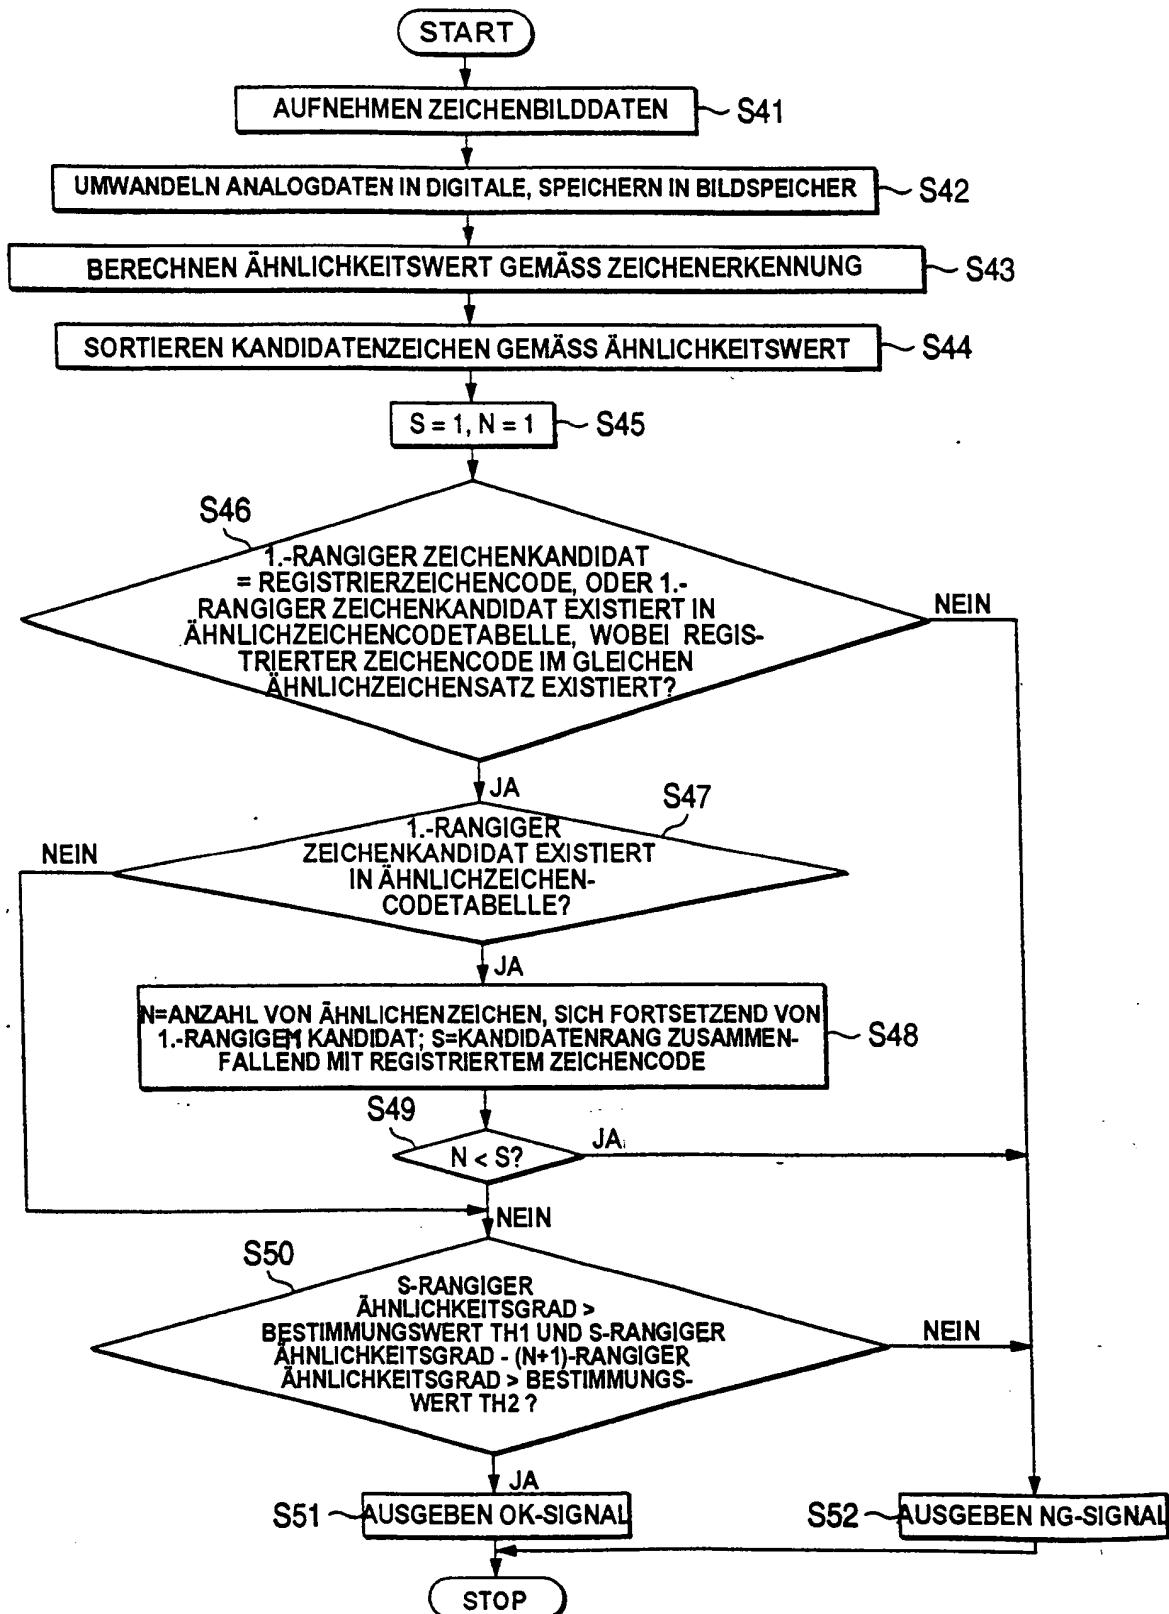 START
AUFNEHMEN ZEICHENBILDDATEN
S41
UMWANDELN ANALOGDATEN IN DIGITALE, SPEICHERN IN BILDSPEICHER
S42
BERECHNEN ÄHNLICHKEITSWERT GEMÄSS ZEICHENERKENNUNG
S43
SORTIEREN KANDIDATENZEICHEN GEMÄSS ÄHNLICHKEITSWERT
S44
S = 1, N = 1
S45
S46
1.-RANGIGER ZEICHENKANDIDAT
= REGISTRIERZEICHENCODE, ODER 1.-
RANGIGER ZEICHENKANDIDAT EXISTIERT IN
ÄHNLICHZEICHENCODETABELLE, WOBEI REGIS-
TRIERTER ZEICHENCODE IM GLEICHEN
ÄHNLICHZEICHENSATZ EXISTIERT?
NEIN
JA
S47
1.-RANGIGER
ZEICHENKANDIDAT EXISTIERT
IN ÄHNLICHZEICHEN-
CODETABELLE?
NEIN
JA
N=ANZAHL VON ÄHNLICHENZEICHEN, SICH FORTSETZEND VON
1.-RANGIGEM KANDIDAT; S=KANDIDATENRANG ZUSAMMEN-
FALLEND MIT REGISTRIERTEM ZEICHENCODE
S48
S49
N < S?
JA
NEIN
S50
S-RANGIGER
ÄHNLICHKEITSGRAD >
BESTIMMUNGSWERT TH1 UND S-RANGIGER
ÄHNLICHKEITSGRAD - (N+1)-RANGIGER
ÄHNLICHKEITSGRAD > BESTIMMUNGS-
WERT TH2 ?
NEIN
JA
S51
AUSGEBEN OK-SIGNAL
S52
AUSGEBEN NG-SIGNAL
STOP